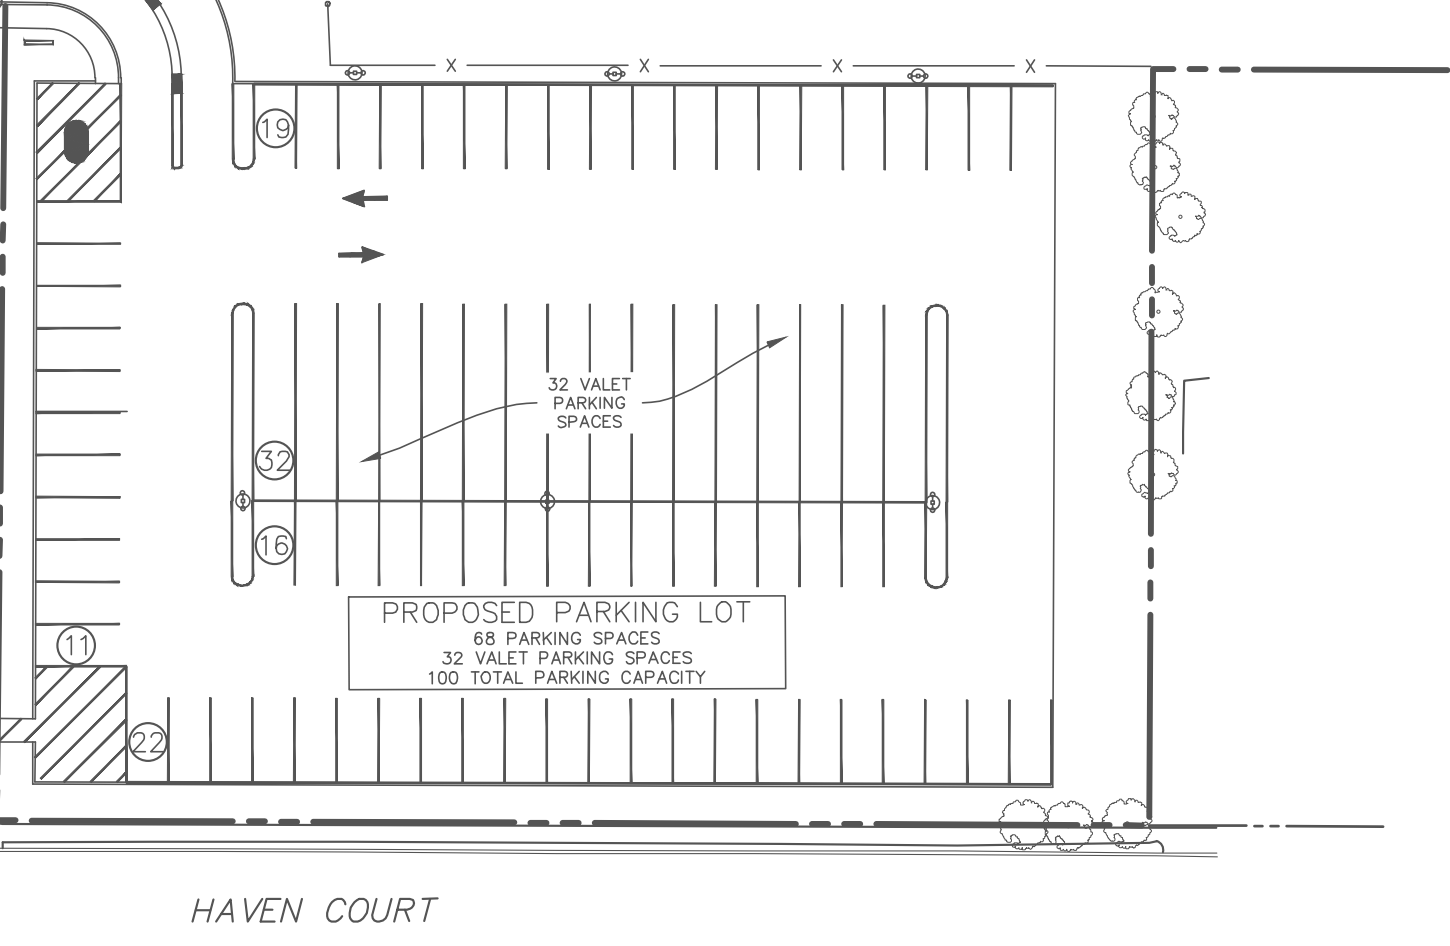 X X X X
19
32 VALET
PARKING
SPACES
32
16
PROPOSED PARKING LOT
68 PARKING SPACES
32 VALET PARKING SPACES
100 TOTAL PARKING CAPACITY
11
22
HAVEN COURT